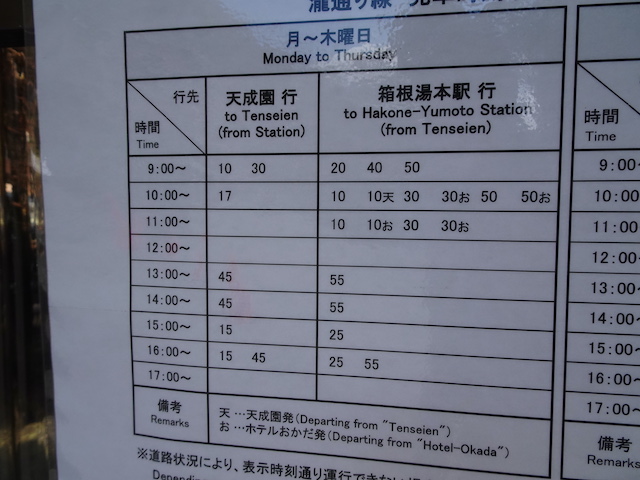 滝通り線
月～木曜日
Monday to Thursday
行先
時間
Time
天成園 行
to Tenseien
(from Station)
箱根湯本駅 行
to Hakone-Yumoto Station
(from Tenseien)
9:00～ 10 30 20 40 50
10:00～ 17 10 10天 30 30お 50 50お
11:00～ 10 10お 30 30お
12:00～
13:00～ 45 55
14:00～ 45 55
15:00～ 15 25
16:00～ 15 45 25 55
17:00～
備考
Remarks
天 …天成園発(Departing from "Tenseien")
お …ホテルおかだ発(Departing from "Hotel-Okada")
※道路状況により、表示時刻通り運行できない
時間
Time
9:00
10:00
11:00
12:00
13:00
14:00
15:00
16:00～
17:00～
備考
Remarks